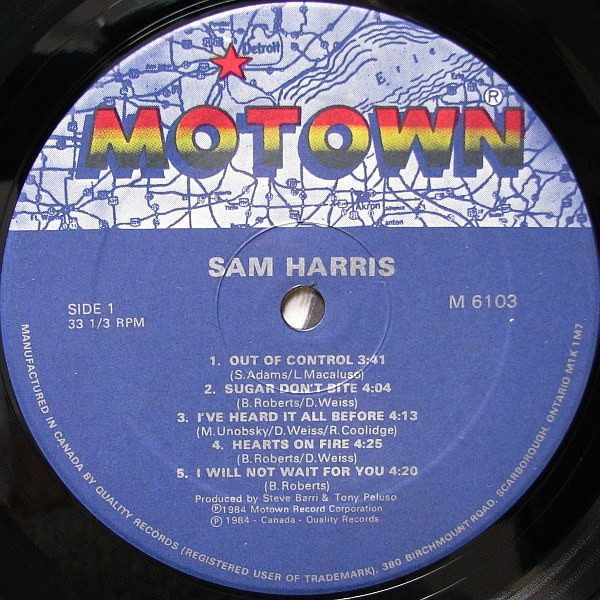 Detroit
Erie
MOTOWN®
Akron
Canton
SAM HARRIS
SIDE 1
33 1/3 RPM
M 6103
1. OUT OF CONTROL 3:41
(S.Adams/L.Macaluso)
2. SUGAR DON'T BITE 4:04
(B.Roberts/D.Weiss)
3. I'VE HEARD IT ALL BEFORE 4:13
(M.Unobsky/D.Weiss/R.Coolidge)
4. HEARTS ON FIRE 4:25
(B.Roberts/D.Weiss)
5. I WILL NOT WAIT FOR YOU 4:20
(B.Roberts)
Produced by Steve Barri & Tony Peluso
℗1984 Motown Record Corporation
©1984 - Canada - Quality Records
MANUFACTURED IN CANADA BY QUALITY RECORDS (REGISTERED USER OF TRADEMARK), 380 BIRCHMOUNT ROAD, SCARBOROUGH, ONTARIO M1K 1M7